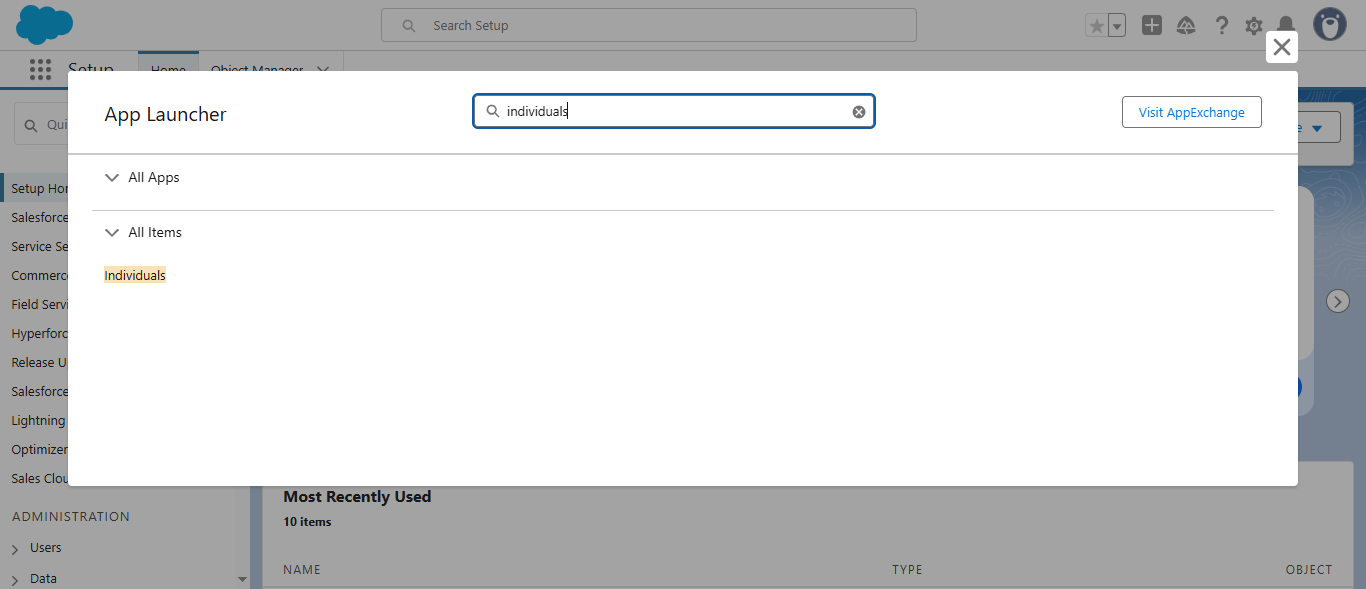 Search Setup
Setup
Home
Object Manager
App Launcher
individuals
Visit AppExchange
All Apps
All Items
Individuals
Qui
Setup Hor
Salesforce
Service Se
Commerc
Field Servi
Hyperforc
Release U
Salesforce
Lightning
Optimizer
Sales Clou
ADMINISTRATION
Users
Data
e
Most Recently Used
10 items
NAME TYPE OBJECT